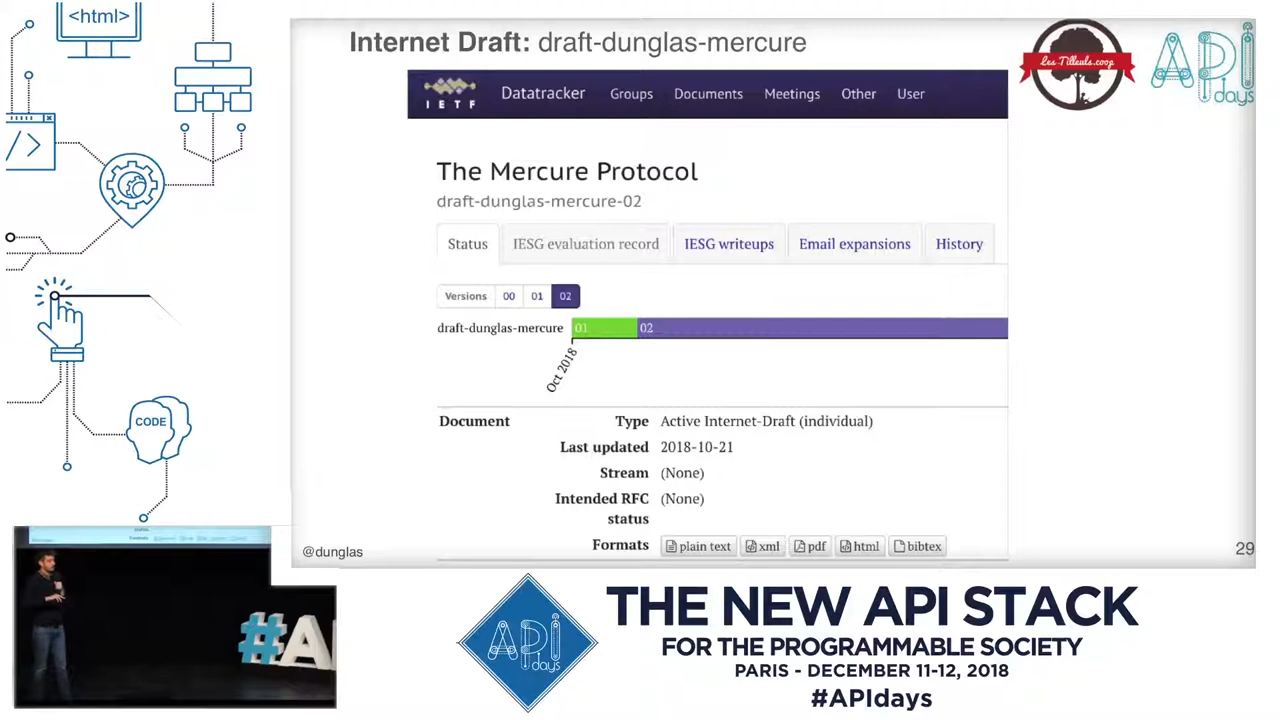 <html>
</>
CODE
Internet Draft: draft-dunglas-mercure
Les-Tilleuls.coop
API days
IETF
Datatracker Groups Documents Meetings Other User
The Mercure Protocol
draft-dunglas-mercure-02
Status IESG evaluation record IESG writeups Email expansions History
Versions 00 01 02
draft-dunglas-mercure 01 02
Oct 2018
Document Type Active Internet-Draft (individual)
Last updated 2018-10-21
Stream (None)
Intended RFC (None)
status
Formats plain text xml pdf html bibtex
@dunglas
29
#A
API days
THE NEW API STACK
FOR THE PROGRAMMABLE SOCIETY
PARIS - DECEMBER 11-12, 2018
#APIdays